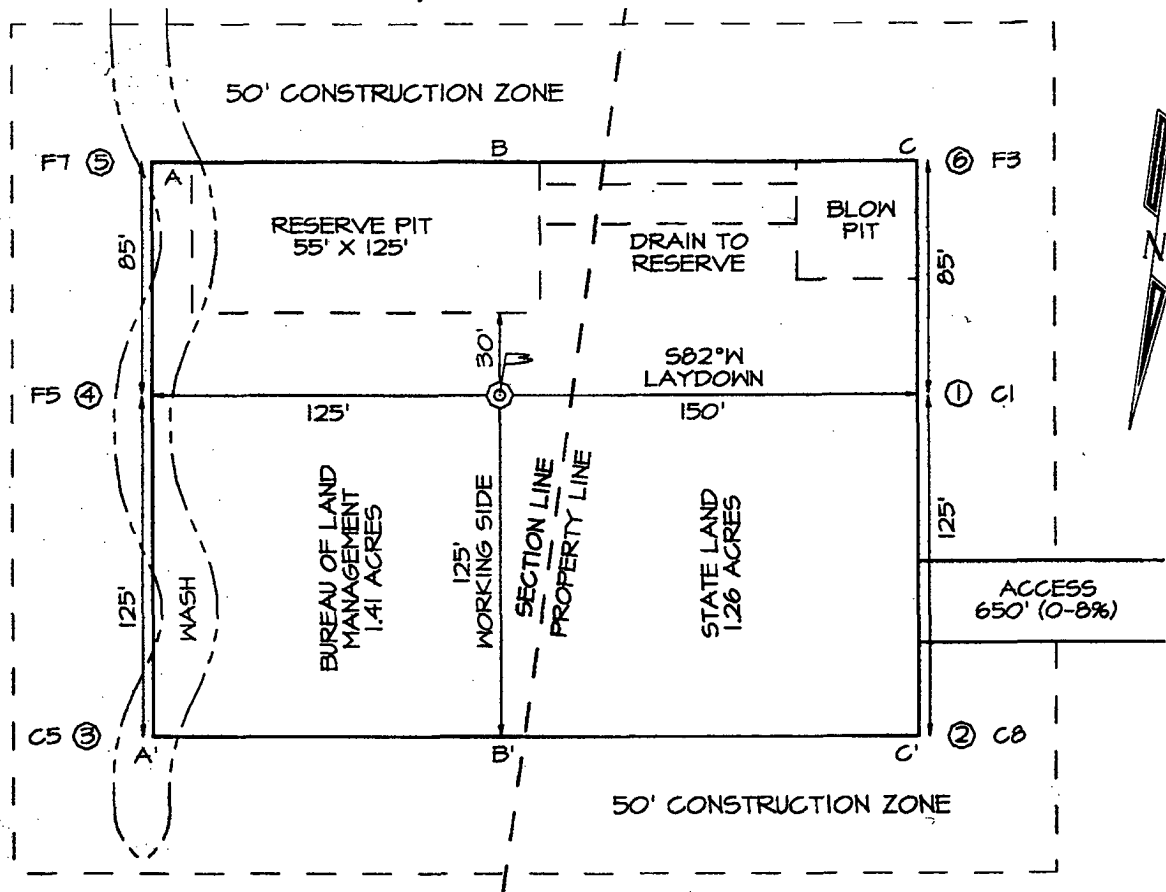 50' CONSTRUCTION ZONE
F7 ⑤
A
B
C
⑥ F3
RESERVE PIT
55' X 125'
DRAIN TO
RESERVE
BLOW
PIT
85'
85'
N
30'
S82°W
LAYDOWN
F5 ④
125'
150'
① C1
125'
WASH
BUREAU OF LAND
MANAGEMENT
1.41 ACRES
125'
WORKING SIDE
SECTION LINE
PROPERTY LINE
STATE LAND
1.26 ACRES
125'
ACCESS
650' (0-8%)
C5 ③
A'
B'
C'
② C8
50' CONSTRUCTION ZONE